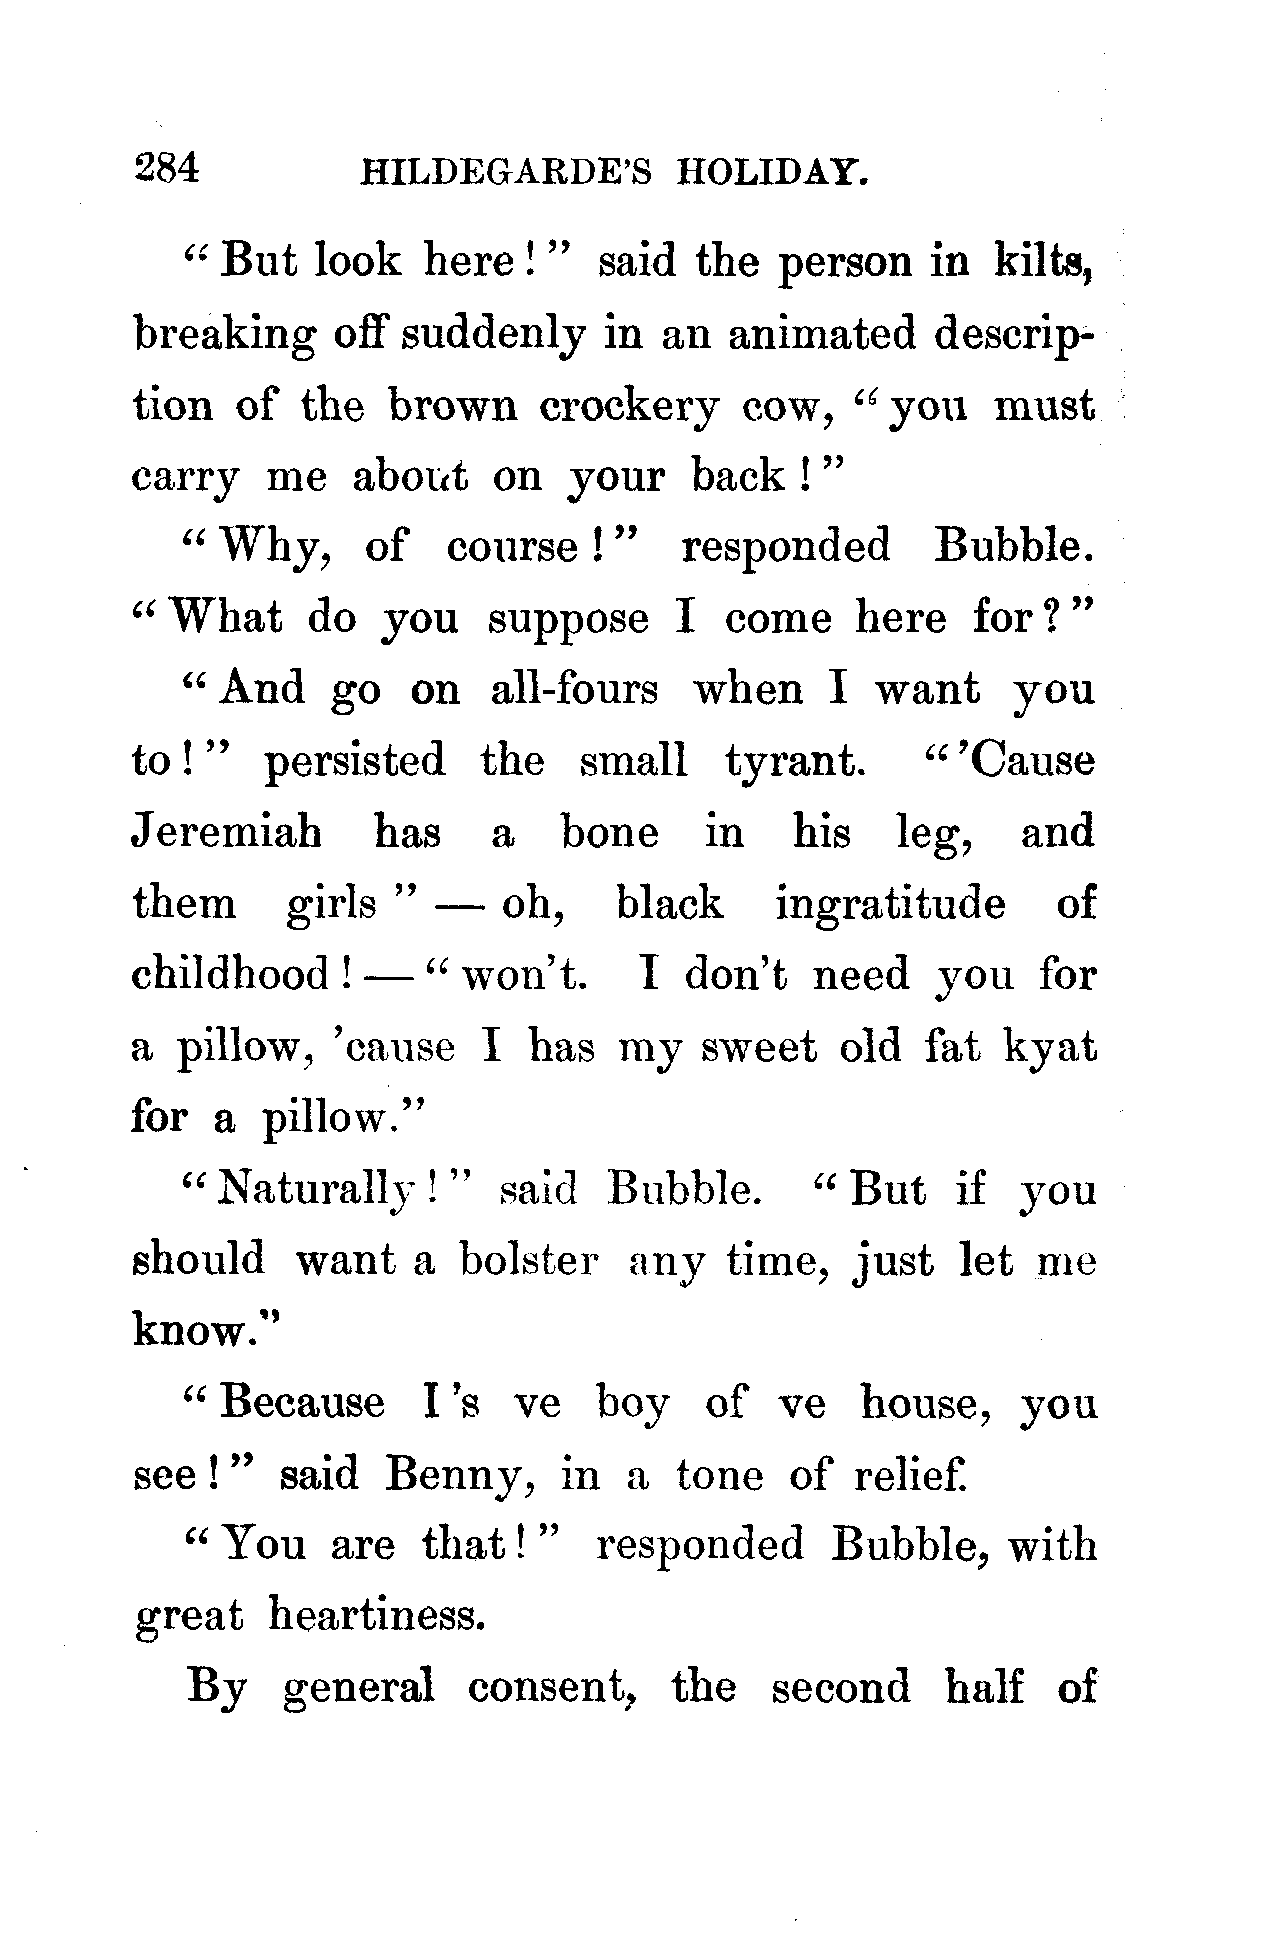 284 HILDEGARDE'S HOLIDAY.
“ But look here ! ” said the person in kilts,
breaking off suddenly in an animated descrip-
tion of the brown crockery cow, “ you must
carry me about on your back ! ”
“ Why, of course ! ” responded Bubble.
“ What do you suppose I come here for ? ”
“ And go on all-fours when I want you
to ! ” persisted the small tyrant. “ ’Cause
Jeremiah has a bone in his leg, and
them girls ” — oh, black ingratitude of
childhood ! — “ won’t. I don’t need you for
a pillow, ’cause I has my sweet old fat kyat
for a pillow.”
“ Naturally ! ” said Bubble. “ But if you
should want a bolster any time, just let me
know.”
“ Because I ’s ve boy of ve house, you
see ! ” said Benny, in a tone of relief.
“ You are that ! ” responded Bubble, with
great heartiness.
By general consent, the second half of